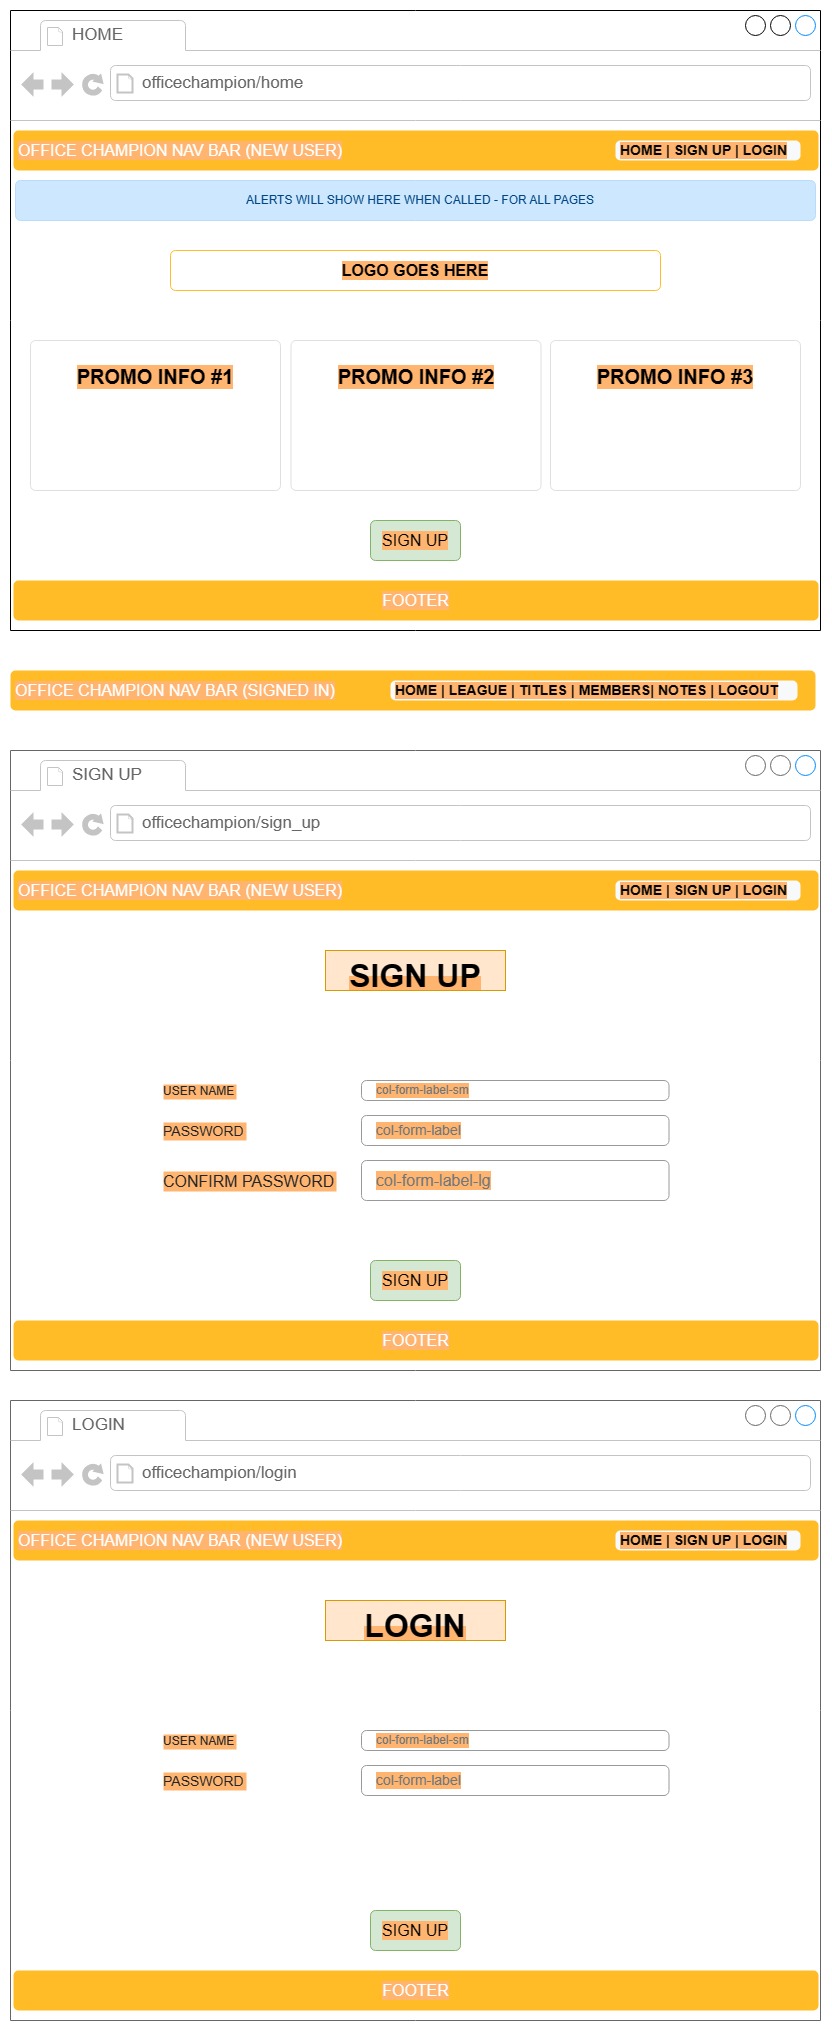 HOME
officechampion/home
OFFICE CHAMPION NAV BAR (NEW USER) HOME | SIGN UP | LOGIN
ALERTS WILL SHOW HERE WHEN CALLED - FOR ALL PAGES
LOGO GOES HERE
PROMO INFO #1 PROMO INFO #2 PROMO INFO #3
SIGN UP
FOOTER
OFFICE CHAMPION NAV BAR (SIGNED IN) HOME | LEAGUE | TITLES | MEMBERS| NOTES | LOGOUT
SIGN UP
officechampion/sign_up
OFFICE CHAMPION NAV BAR (NEW USER) HOME | SIGN UP | LOGIN
SIGN UP
USER NAME col-form-label-sm
PASSWORD col-form-label
CONFIRM PASSWORD col-form-label-lg
SIGN UP
FOOTER
LOGIN
officechampion/login
OFFICE CHAMPION NAV BAR (NEW USER) HOME | SIGN UP | LOGIN
LOGIN
USER NAME col-form-label-sm
PASSWORD col-form-label
SIGN UP
FOOTER